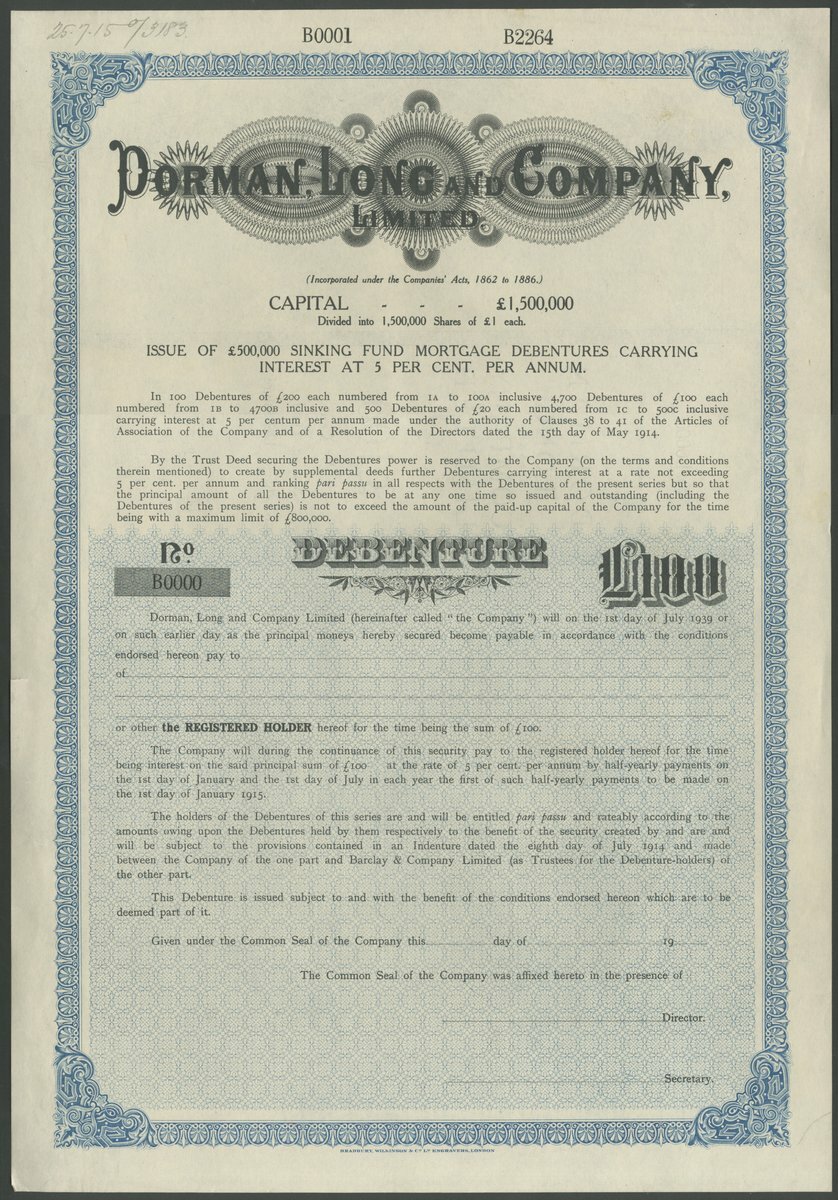 25-7-15 9/3183.
B0001 B2264
DORMAN, LONG AND COMPANY,
LIMITED.
(Incorporated under the Companies' Acts, 1862 to 1886.)
CAPITAL - - - £1,500,000
Divided into 1,500,000 Shares of £1 each.
ISSUE OF £500,000 SINKING FUND MORTGAGE DEBENTURES CARRYING
INTEREST AT 5 PER CENT. PER ANNUM.
In 100 Debentures of £200 each numbered from 1A to 100A inclusive 4,700 Debentures of £100 each
numbered from 1B to 4700B inclusive and 500 Debentures of £20 each numbered from 1C to 500C inclusive
carrying interest at 5 per centum per annum made under the authority of Clauses 38 to 41 of the Articles of
Association of the Company and of a Resolution of the Directors dated the 15th day of May 1914.
By the Trust Deed securing the Debentures power is reserved to the Company (on the terms and conditions
therein mentioned) to create by supplemental deeds further Debentures carrying interest at a rate not exceeding
5 per cent. per annum and ranking pari passu in all respects with the Debentures of the present series but so that
the principal amount of all the Debentures to be at any one time so issued and outstanding (including the
Debentures of the present series) is not to exceed the amount of the paid-up capital of the Company for the time
being with a maximum limit of £800,000.
No. DEBENTURE £100
B0000
Dorman, Long and Company Limited (hereinafter called "the Company") will on the 1st day of July 1939 or
on such earlier day as the principal moneys hereby secured become payable in accordance with the conditions
endorsed hereon pay to
of
or other the REGISTERED HOLDER hereof for the time being the sum of £100.
The Company will during the continuance of this security pay to the registered holder hereof for the time
being interest on the said principal sum of £100 at the rate of 5 per cent. per annum by half-yearly payments on
the 1st day of January and the 1st day of July in each year the first of such half-yearly payments to be made on
the 1st day of January 1915.
The holders of the Debentures of this series are and will be entitled pari passu and rateably according to the
amounts owing upon the Debentures held by them respectively to the benefit of the security created by and are and
will be subject to the provisions contained in an Indenture dated the eighth day of July 1914 and made
between the Company of the one part and Barclay & Company Limited (as Trustees for the Debenture-holders) of
the other part.
This Debenture is issued subject to and with the benefit of the conditions endorsed hereon which are to be
deemed part of it.
Given under the Common Seal of the Company this day of 19
The Common Seal of the Company was affixed hereto in the presence of
Director.
Secretary.
BRADBURY, WILKINSON & Co Ld ENGRAVERS, LONDON